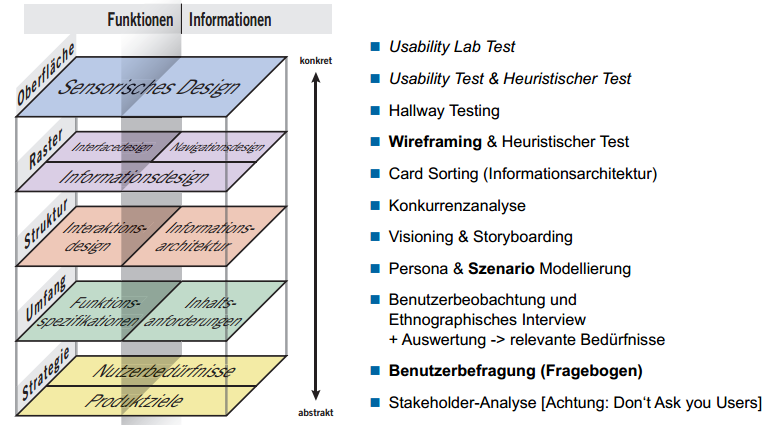 Funktionen Informationen
konkret
Oberfläche
Sensorisches Design
Raster
Interfacedesign Navigationsdesign
Informationsdesign
Struktur
Interaktions-
design
Informations-
architektur
Umfang
Funktions-
spezifikationen
Inhalts-
anforderungen
Strategie
Nutzerbedürfnisse
Produktziele
abstrakt
Usability Lab Test
Usability Test & Heuristischer Test
Hallway Testing
Wireframing & Heuristischer Test
Card Sorting (Informationsarchitektur)
Konkurrenzanalyse
Visioning & Storyboarding
Persona & Szenario Modellierung
Benutzerbeobachtung und
Ethnographisches Interview
+ Auswertung -> relevante Bedürfnisse
Benutzerbefragung (Fragebogen)
Stakeholder-Analyse [Achtung: Don't Ask you Users]